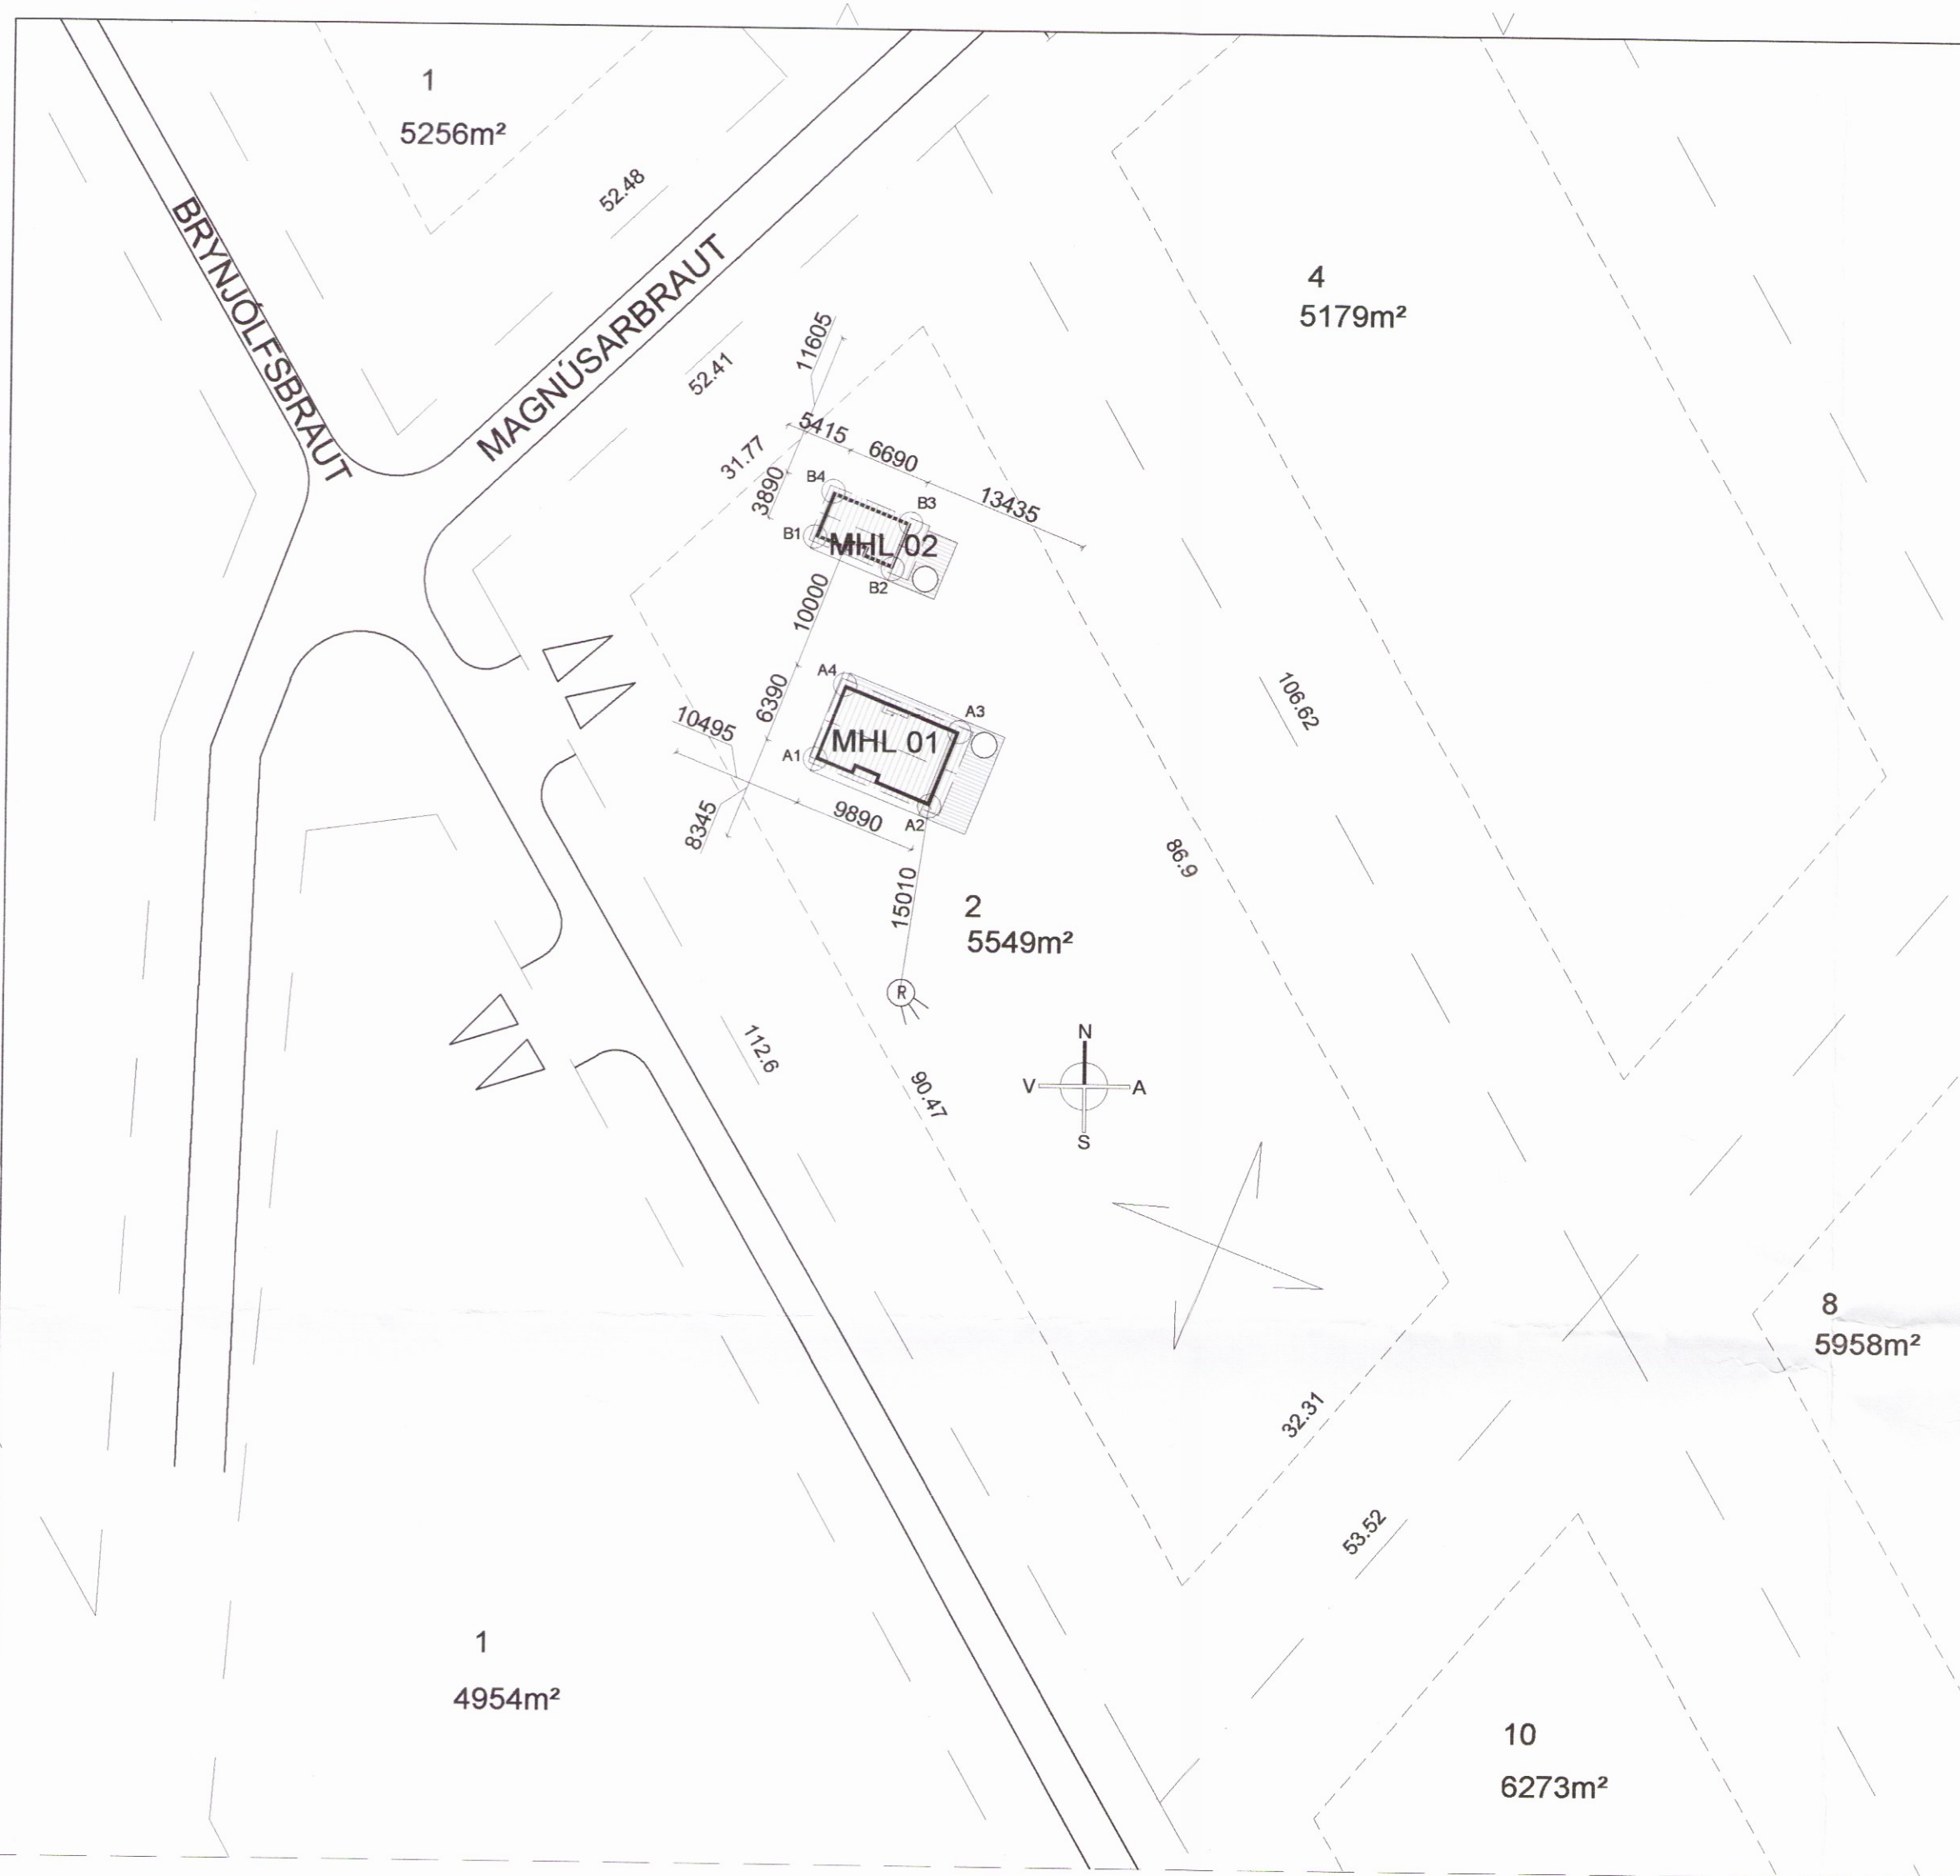 1
5256m²
52.48
BRYNJÓLFSBRAUT
MAGNÚSARBRAUT
4
5179m²
52.41
11605
5415
6690
13435
31.77
3890
B4
B3
B1
MHL 02
B2
10000
A4
6390
10495
A3
A1
MHL 01
106.62
8345
9890
A2
86.9
15010
2
5549m²
R
112.6
90.47
N
V
A
S
8
5958m²
32.31
53.52
1
4954m²
10
6273m²